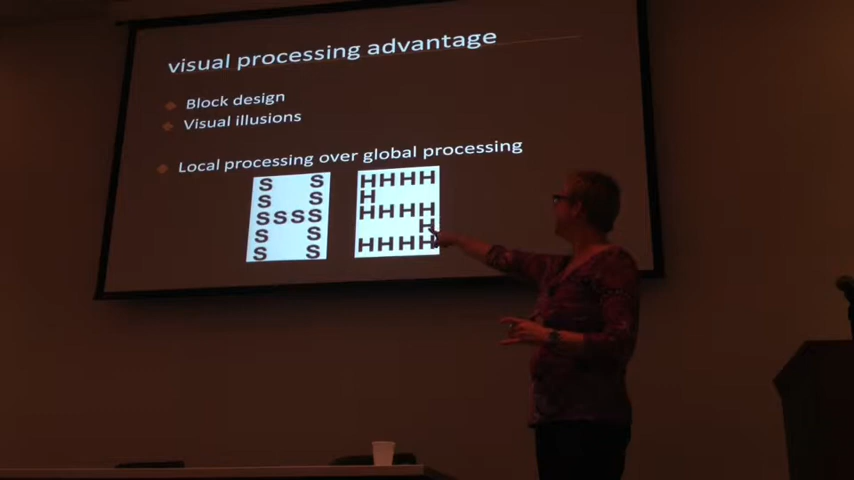 visual processing advantage
Block design
Visual illusions
Local processing over global processing
S S
S S
SSSS
S S
S S
HHHH
H
HHHH
H
HHHH